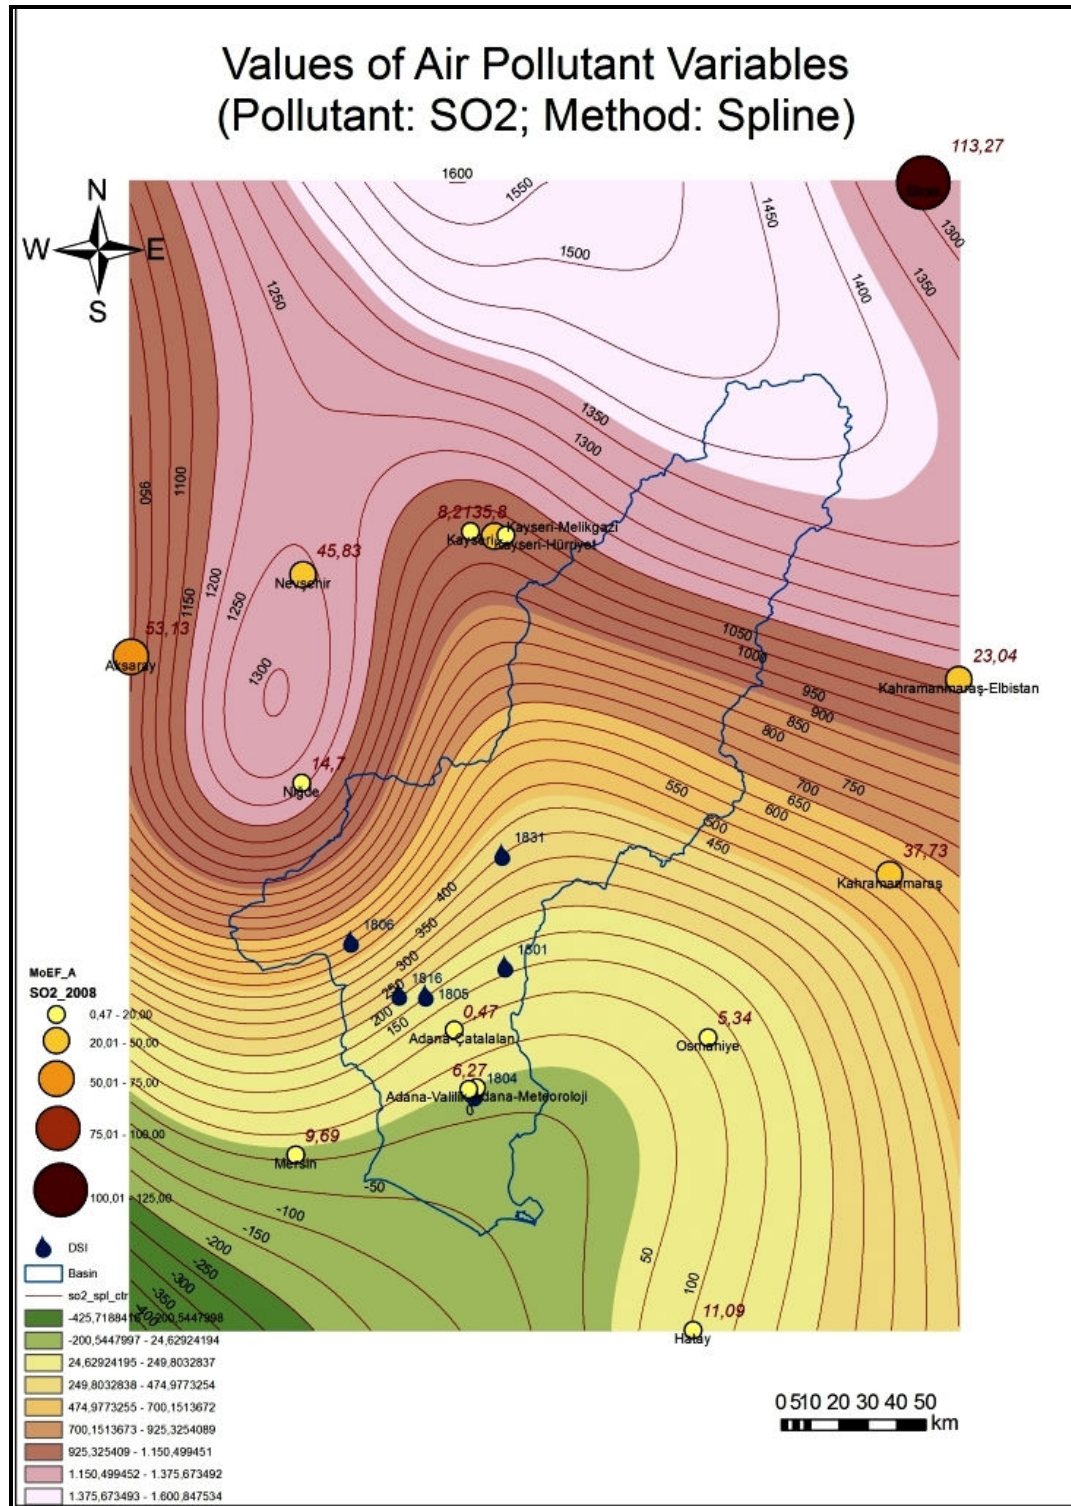 Values of Air Pollutant Variables
(Pollutant: SO2; Method: Spline)
113,27
N
W E
S
1600
1550
1500
1450
1400
1300
1350
1250
1350
1300
950
1100
1150
1200
1250
1300
8,2135,8
Kayseri
Kayseri-Melikgazi
Kayseri-Hürriyet
45,83
Nevşehir
53,13
Aksaray
14,7
Niğde
1050
1000
950
900
850
800
750
700
650
600
550
500
450
23,04
Kahramanmaraş-Elbistan
37,73
Kahramanmaraş
1831
400
350
300
250
200
150
1806
1801
1816
1805
0,47
Adana-Çatalalan
5,34
Osmaniye
6,27
1804
Adana-Valilik
Adana-Meteoroloji
0
9,69
Mersin
-50
-100
-150
-200
-250
-300
-350
-400
50
100
11,09
Hatay
MoEF_A
SO2_2008
0,47 - 20,00
20,01 - 50,00
50,01 - 75,00
75,01 - 100,00
100,01 - 125,00
DSI
Basin
so2_spl_ctr
-200,5447997 - 24,62924194
24,62924195 - 249,8032837
249,8032838 - 474,9773254
474,9773255 - 700,1513672
700,1513673 - 925,3254089
925,325409 - 1.150,499451
1.150,499452 - 1.375,673492
1.375,673493 - 1.600,847534
0 510 20 30 40 50
km